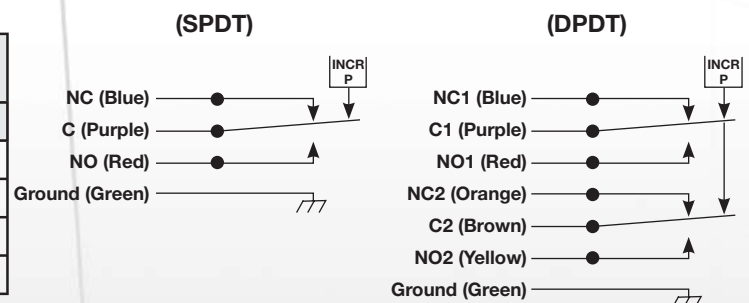 (SPDT)
INCR
P
NC (Blue)
C (Purple)
NO (Red)
Ground (Green)
(DPDT)
INCR
P
NC1 (Blue)
C1 (Purple)
NO1 (Red)
NC2 (Orange)
C2 (Brown)
NO2 (Yellow)
Ground (Green)